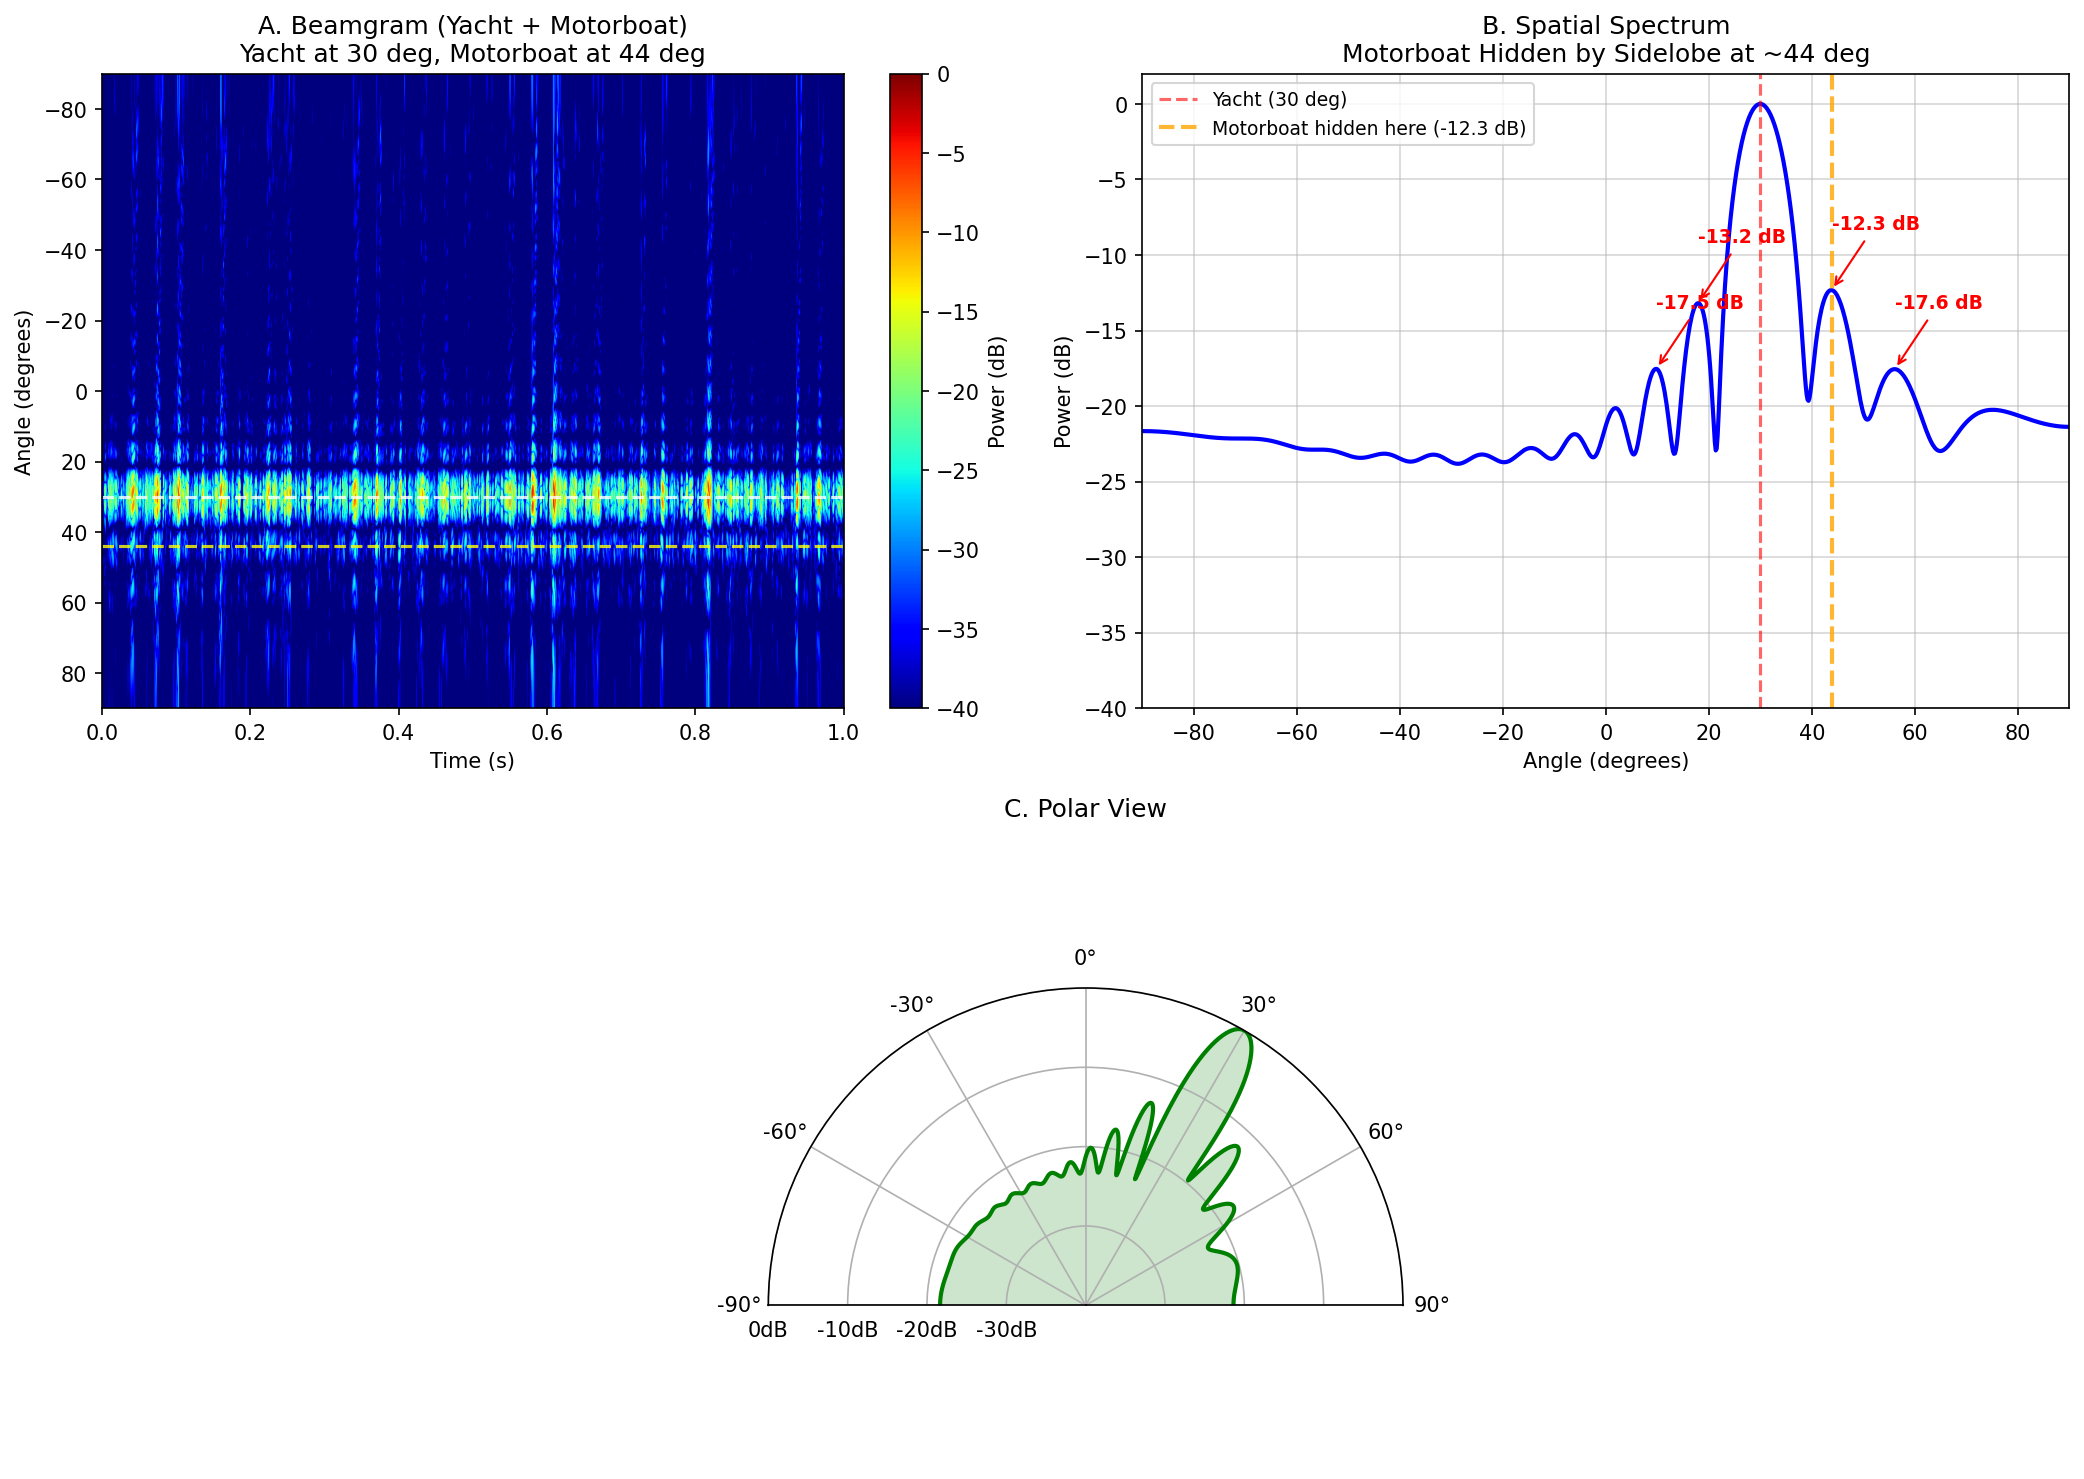 A. Beamgram (Yacht + Motorboat)
Yacht at 30 deg, Motorboat at 44 deg
−80
−60
−40
−20
0
20
40
60
80
Angle (degrees)
0.0
0.2
0.4
0.6
0.8
1.0
Time (s)
0
−5
−10
−15
−20
−25
−30
−35
−40
Power (dB)
B. Spatial Spectrum
Motorboat Hidden by Sidelobe at ~44 deg
Yacht (30 deg)
Motorboat hidden here (-12.3 dB)
-12.3 dB
-13.2 dB
-17.5 dB
-17.6 dB
0
−5
−10
−15
−20
−25
−30
−35
−40
Power (dB)
−80
−60
−40
−20
0
20
40
60
80
Angle (degrees)
C. Polar View
0°
-30°
30°
-60°
60°
-90°
90°
0dB
-10dB
-20dB
-30dB